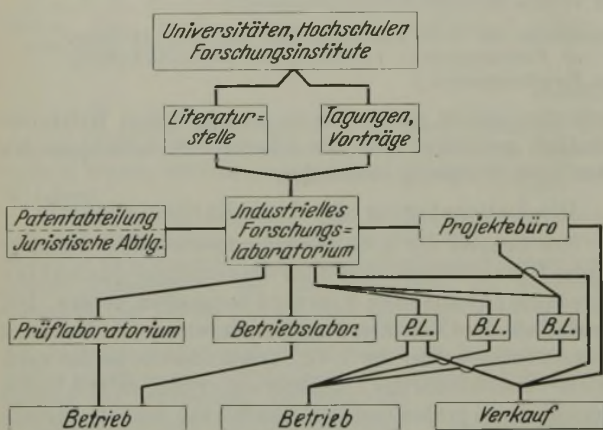 Universitäten, Hochschulen
Forschungsinstitute
Literatur=
stelle
Tagungen,
Vorträge
Patentabteilung
Juristische Abtlg.
Industrielles
Forschungs=
laboratorium
Projektebüro
Prüflaboratorium
Betriebslabor.
P.L.
B.L.
B.L.
Betrieb
Betrieb
Verkauf